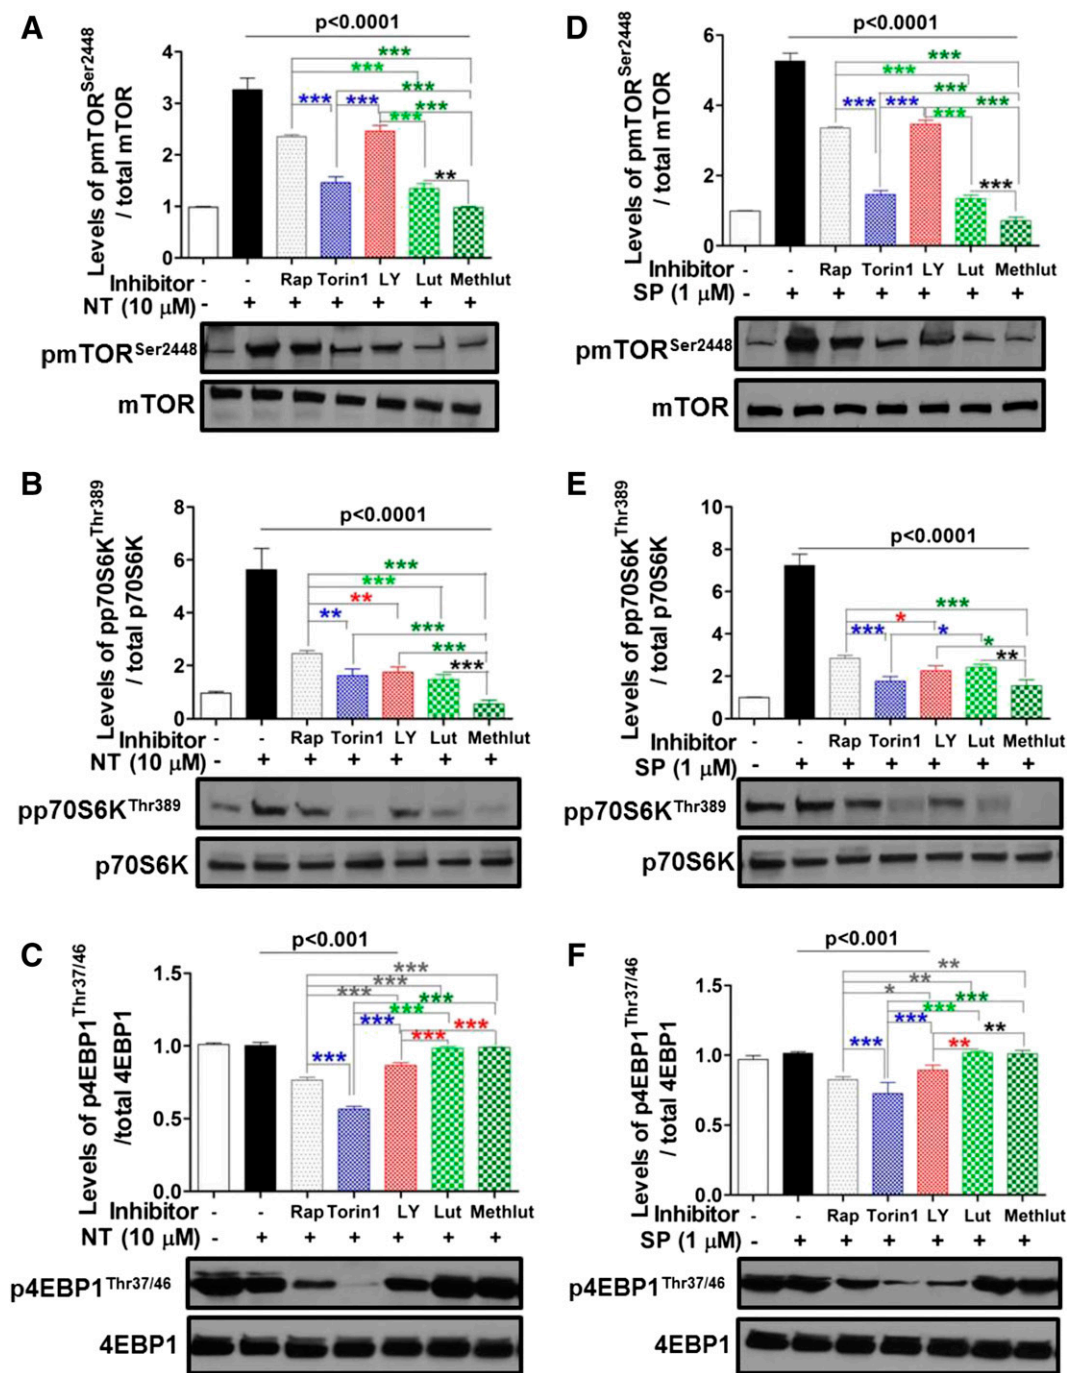 A
Levels of pmTOR^Ser2448
/ total mTOR
p<0.0001
***
***
***
*** *** ***
***
**
4
3
2
1
0
Inhibitor - - Rap Torin1 LY Lut Methlut
NT (10 μM) - + + + + + +
pmTOR^Ser2448
mTOR
D
Levels of pmTOR^Ser2448
/ total mTOR
p<0.0001
***
***
***
*** *** ***
***
***
6
4
2
0
Inhibitor - - Rap Torin1 LY Lut Methlut
SP (1 μM) - + + + + + +
pmTOR^Ser2448
mTOR
B
Levels of pp70S6K^Thr389
/ total p70S6K
p<0.0001
***
***
**
** ***
***
***
8
6
4
2
0
Inhibitor - - Rap Torin1 LY Lut Methlut
NT (10 μM) - + + + + + +
pp70S6K^Thr389
p70S6K
E
Levels of pp70S6K^Thr389
/ total p70S6K
p<0.0001
***
*
*** *
*
**
10
8
6
4
2
0
Inhibitor - - Rap Torin1 LY Lut Methlut
SP (1 μM) - + + + + + +
pp70S6K^Thr389
p70S6K
C
Levels of p4EBP1^Thr37/46
/total 4EBP1
p<0.001
***
***
*** ***
***
*** ***
***
***
1.5
1.0
0.5
0.0
Inhibitor - - Rap Torin1 LY Lut Methlut
NT (10 μM) - + + + + + +
p4EBP1^Thr37/46
4EBP1
F
Levels of p4EBP1^Thr37/46
/ total 4EBP1
p<0.001
**
**
* ***
***
*** **
*** **
1.5
1.0
0.5
0.0
Inhibitor - - Rap Torin1 LY Lut Methlut
SP (1 μM) - + + + + + +
p4EBP1^Thr37/46
4EBP1